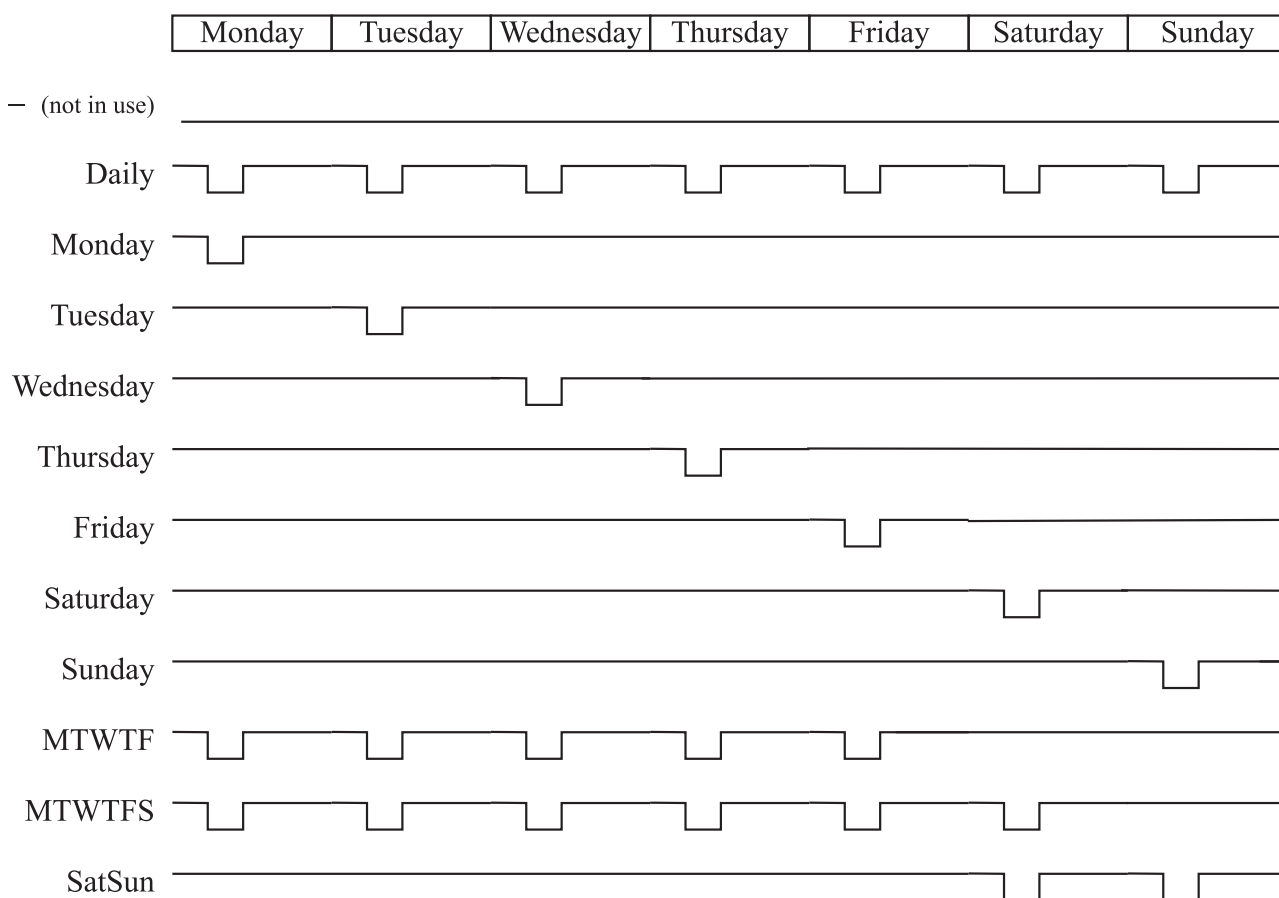 Monday Tuesday Wednesday Thursday Friday Saturday Sunday
– (not in use)
Daily
Monday
Tuesday
Wednesday
Thursday
Friday
Saturday
Sunday
MTWTF
MTWTFS
SatSun